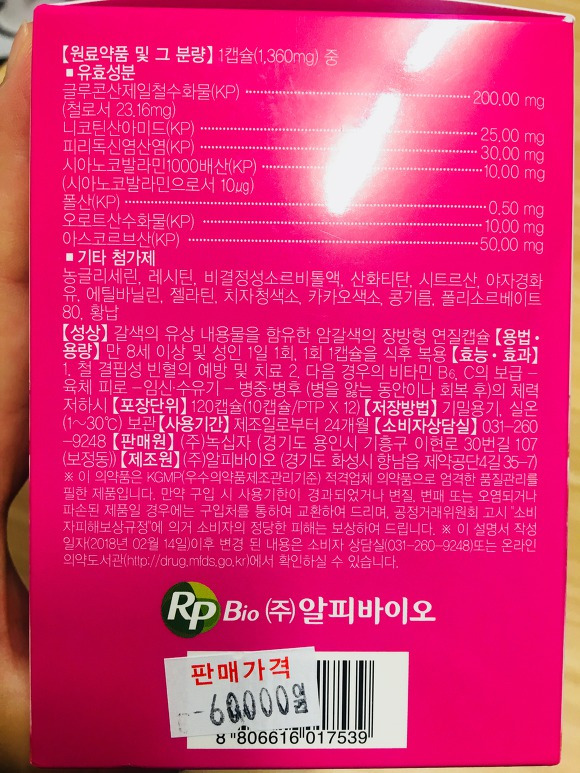 【원료약품 및 그 분량】 1캡슐(1,360mg) 중
■ 유효성분
글루콘산제일철수화물(KP) 200.00 mg
(철로서 23.16mg)
니코틴산아미드(KP) 25.00 mg
피리독신염산염(KP) 30.00 mg
시아노코발라민1000배산(KP) 10.00 mg
(시아노코발라민으로서 10㎍)
폴산(KP) 0.50 mg
오로트산수화물(KP) 10.00 mg
아스코르브산(KP) 50.00 mg
■ 기타 첨가제
농글리세린, 레시틴, 비결정성소르비톨액, 산화티탄, 시트르산, 야자경화
유, 에틸바닐린, 젤라틴, 치자청색소, 카카오색소, 콩기름, 폴리소르베이트
80, 황납
【성상】 갈색의 유상 내용물을 함유한 암갈색의 장방형 연질캡슐 【용법·
용량】 만 8세 이상 및 성인 1일 1회, 1회 1캡슐을 식후 복용 【효능·효과】
1. 철 결핍성 빈혈의 예방 및 치료 2. 다음 경우의 비타민 B₆, C의 보급 -
육체 피로 -임신·수유기 - 병중·병후 (병을 앓는 동안이나 회복 후)의 체력
저하시 【포장단위】 120캡슐(10캡슐/PTP X 12) 【저장방법】 기밀용기, 실온
(1~30℃) 보관 【사용기간】 제조일로부터 24개월 【소비자상담실】 031-260
-9248 【판매원】 (주)녹십자 (경기도 용인시 기흥구 이현로 30번길 107
(보정동)) 【제조원】 (주)알피바이오 (경기도 화성시 향남읍 제약공단4길 35-7)
※ 이 의약품은 KGMP(우수의약품제조관리기준) 적격업체 의약품으로 엄격한 품질관리를
필한 제품입니다. 만약 구입 시 사용기한이 경과되었거나 변질, 변패 또는 오염되거나
파손된 제품일 경우에는 구입처를 통하여 교환하여 드리며, 공정거래위원회 고시 "소비
자피해보상규정"에 의거 소비자의 정당한 피해는 보상하여 드립니다. ※ 이 설명서 작성
일자(2018년 02월 14일)이후 변경 된 내용은 소비자 상담실(031-260-9248)또는 온라인
의약도서관(http://drug.mfds.go.kr)에서 확인하실 수 있습니다.
RP Bio (주)알피바이오
판매가격
-60000원
8 806616 017539